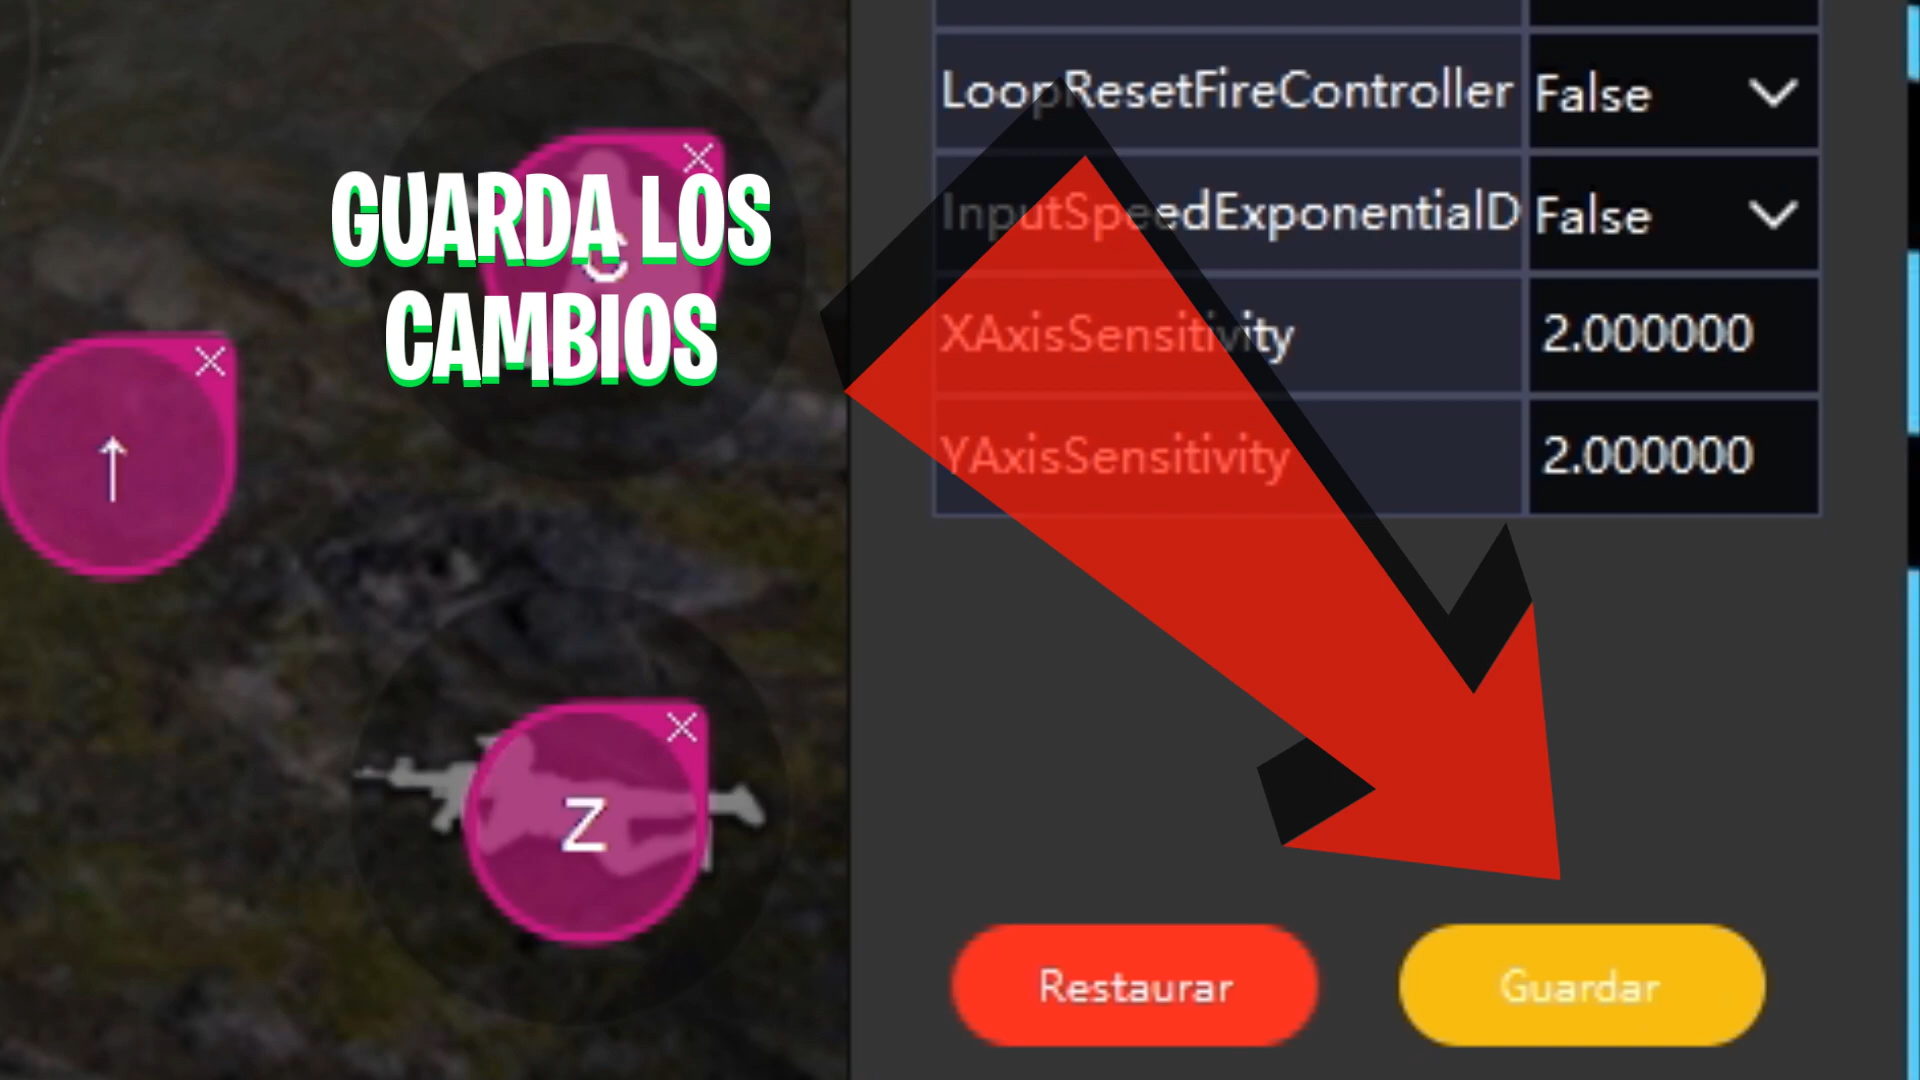 GUARDA LOS
CAMBIOS
C
↑
Z
LoopResetFireController False
InputSpeedExponentialD False
XAxisSensitivity 2.000000
YAxisSensitivity 2.000000
Restaurar Guardar